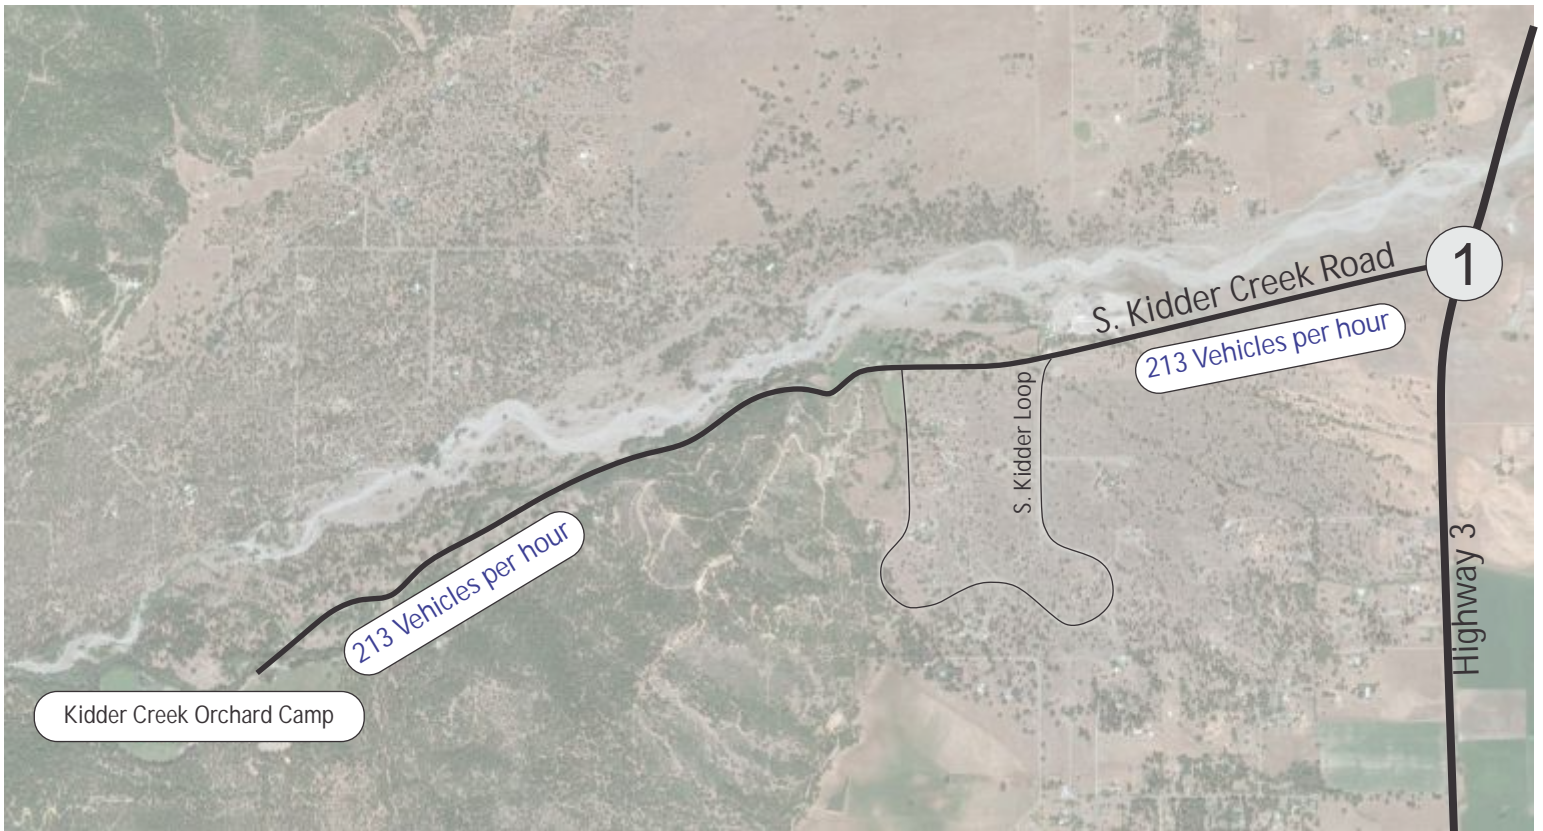 1
S. Kidder Creek Road
213 Vehicles per hour
S. Kidder Loop
Highway 3
213 Vehicles per hour
Kidder Creek Orchard Camp